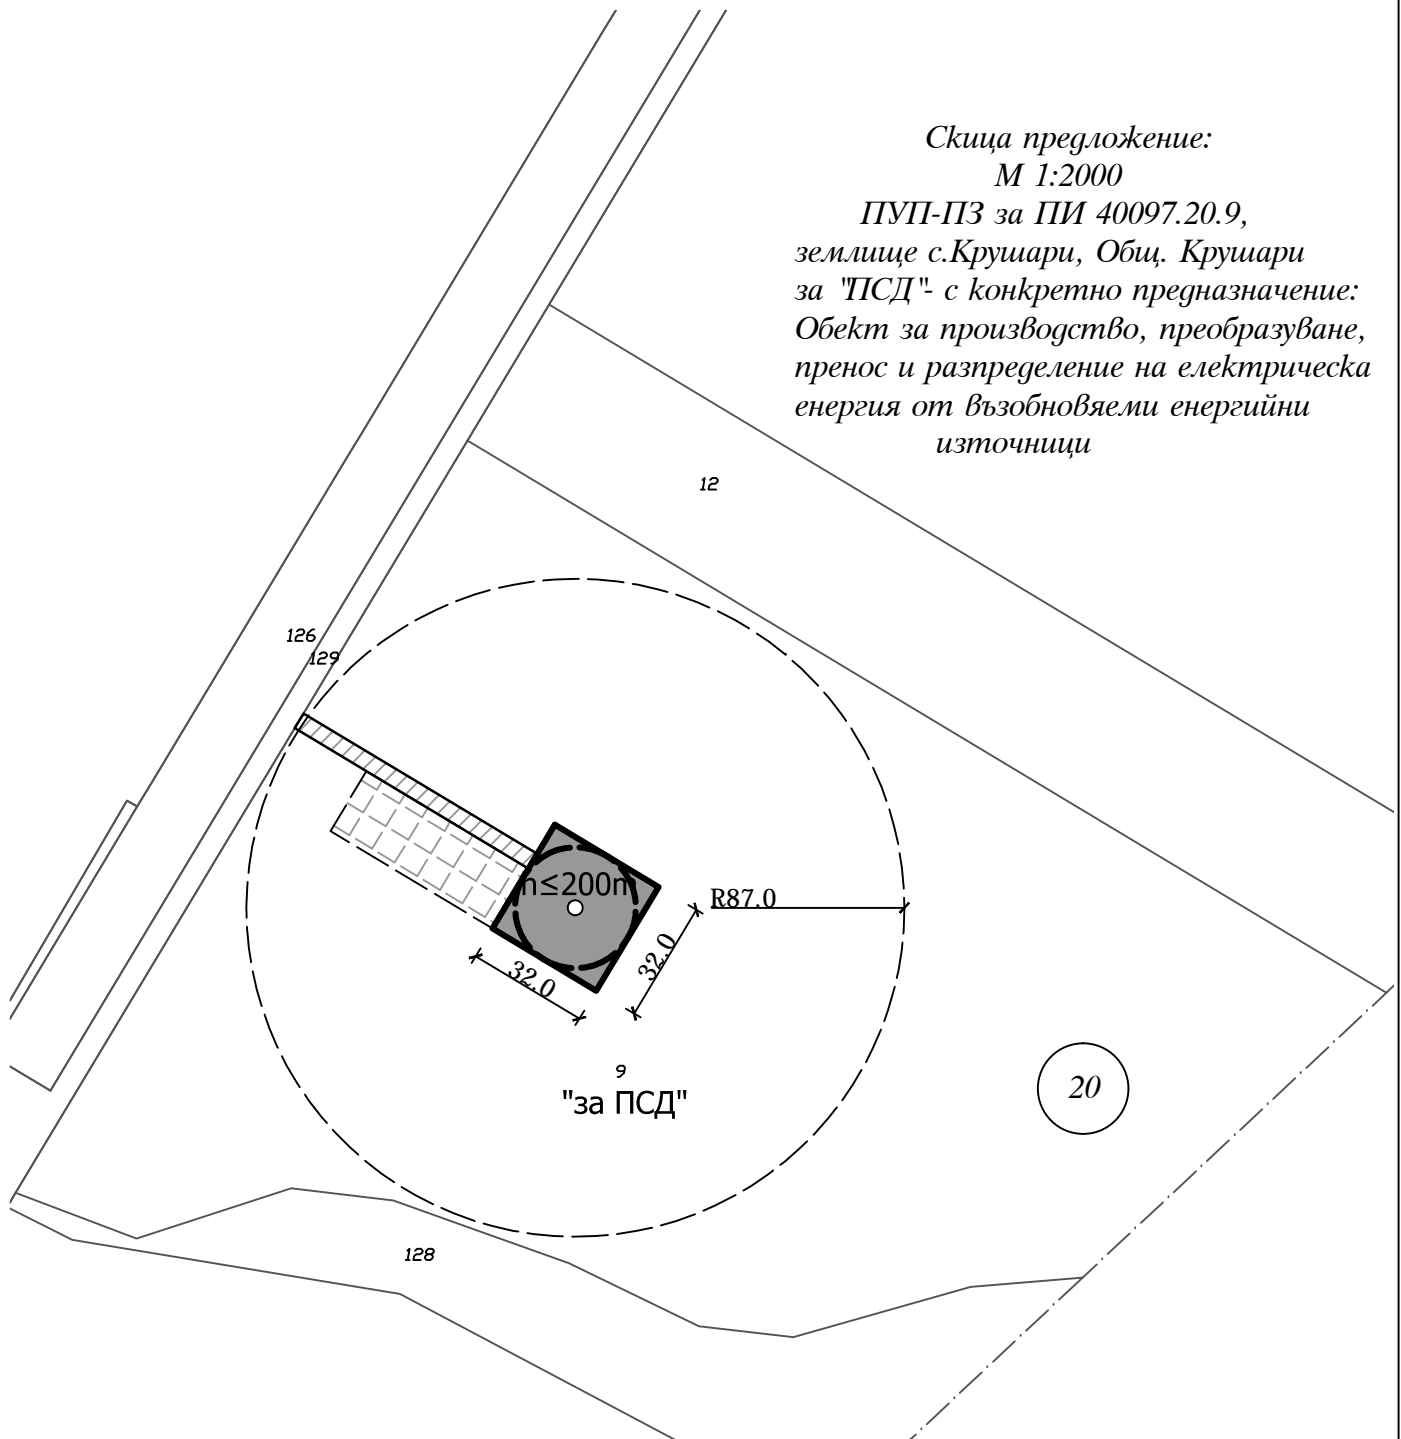 Скица предложение:
М 1:2000
ПУП-ПЗ за ПИ 40097.20.9,
землище с.Крушари, Общ. Крушари
за "ПСД"- с конкретно предназначение:
Обект за производство, преобразуване,
пренос и разпределение на електрическа
енергия от възобновяеми енергийни
източници
12
126
129
h≤200m
R87.0
32.0
32.0
9
"за ПСД"
20
128